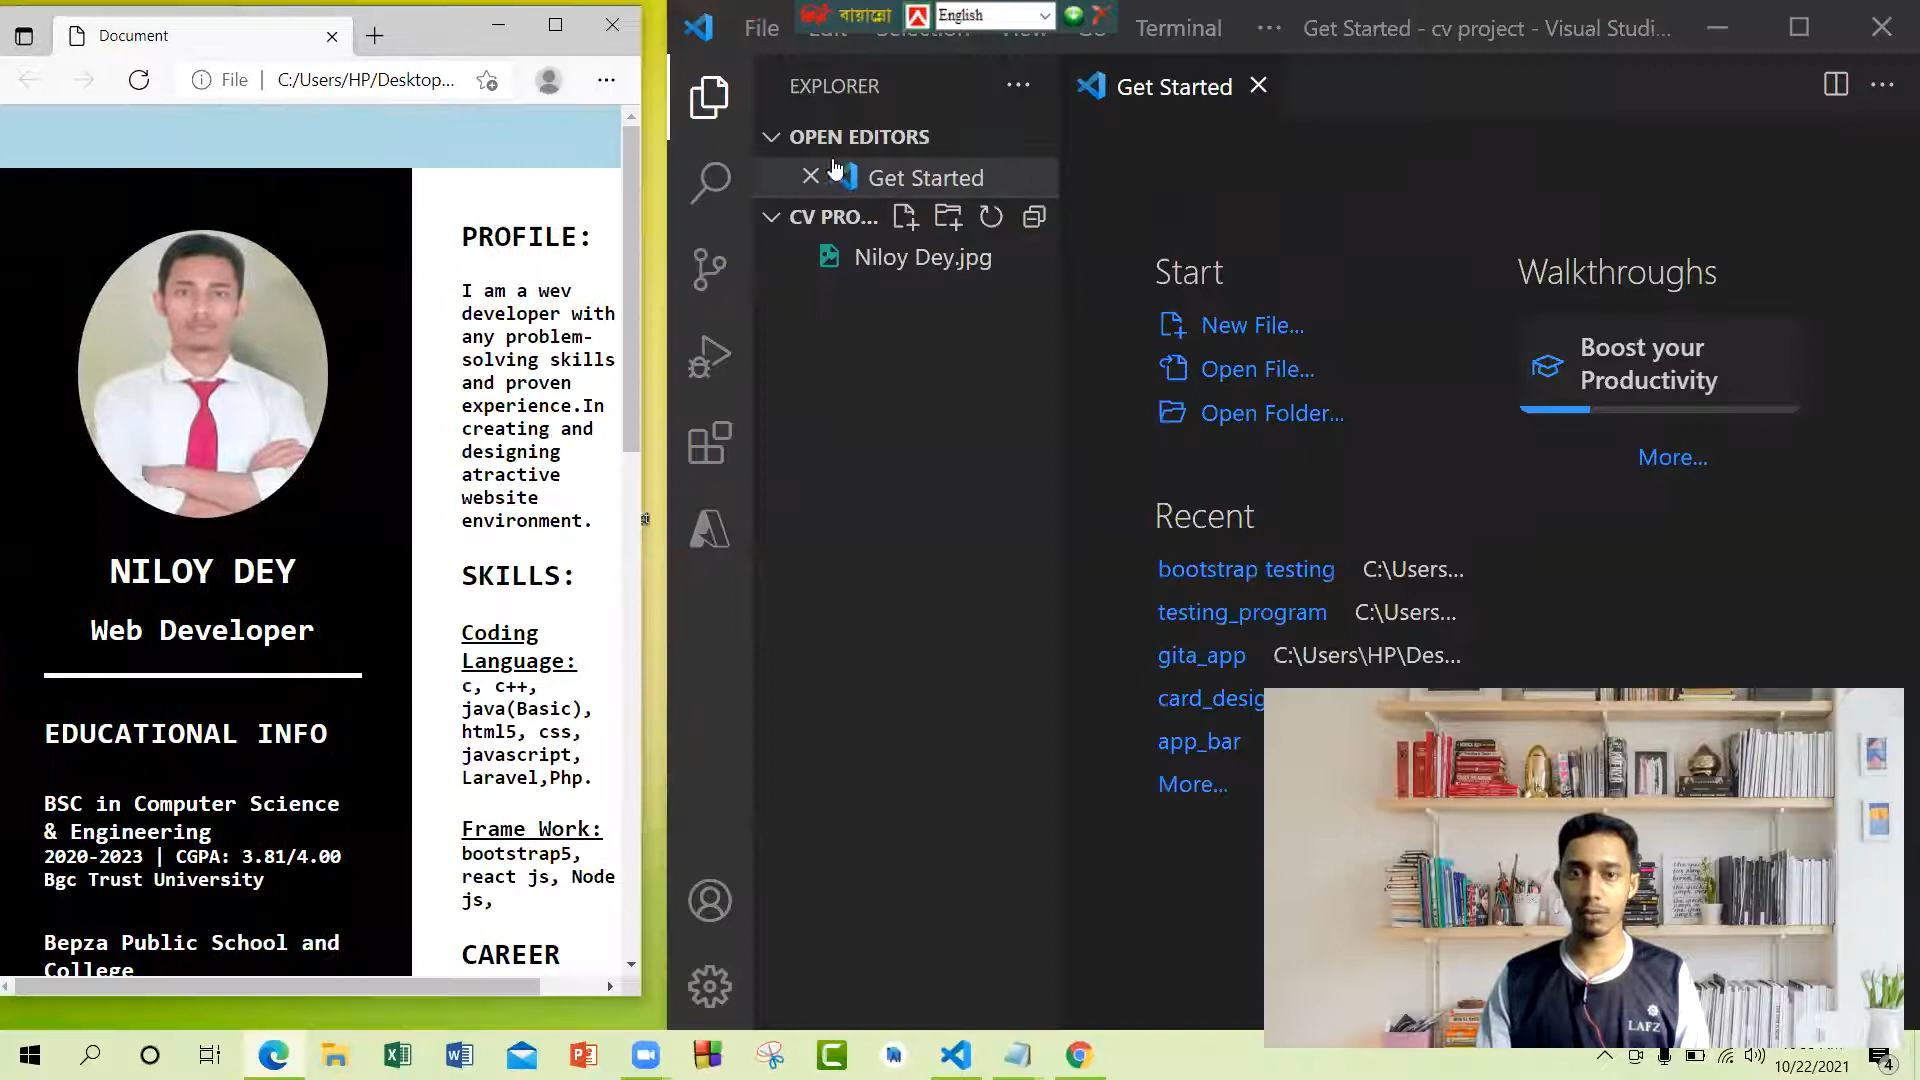 Document
File
C:/Users/HP/Desktop...
PROFILE:
I am a wev
developer with
any problem-
solving skills
and proven
experience.In
creating and
designing
atractive
website
environment.
SKILLS:
Coding
Language:
c, c++,
java(Basic),
html5, css,
javascript,
Laravel,Php.
Frame Work:
bootstrap5,
react js, Node
js,
CAREER
NILOY DEY
Web Developer
EDUCATIONAL INFO
BSC in Computer Science
& Engineering
2020-2023 | CGPA: 3.81/4.00
Bgc Trust University
Bepza Public School and
College
File
বায়ান্নো
English
Terminal
Get Started - cv project - Visual Studi...
EXPLORER
Get Started
OPEN EDITORS
Get Started
CV PRO...
Niloy Dey.jpg
Start
New File...
Open File...
Open Folder...
Walkthroughs
Boost your
Productivity
More...
Recent
bootstrap testing C:\Users...
testing_program C:\Users...
gita_app C:\Users\HP\Des...
card_desig
app_bar
More...
LAFZ
10/22/2021
4